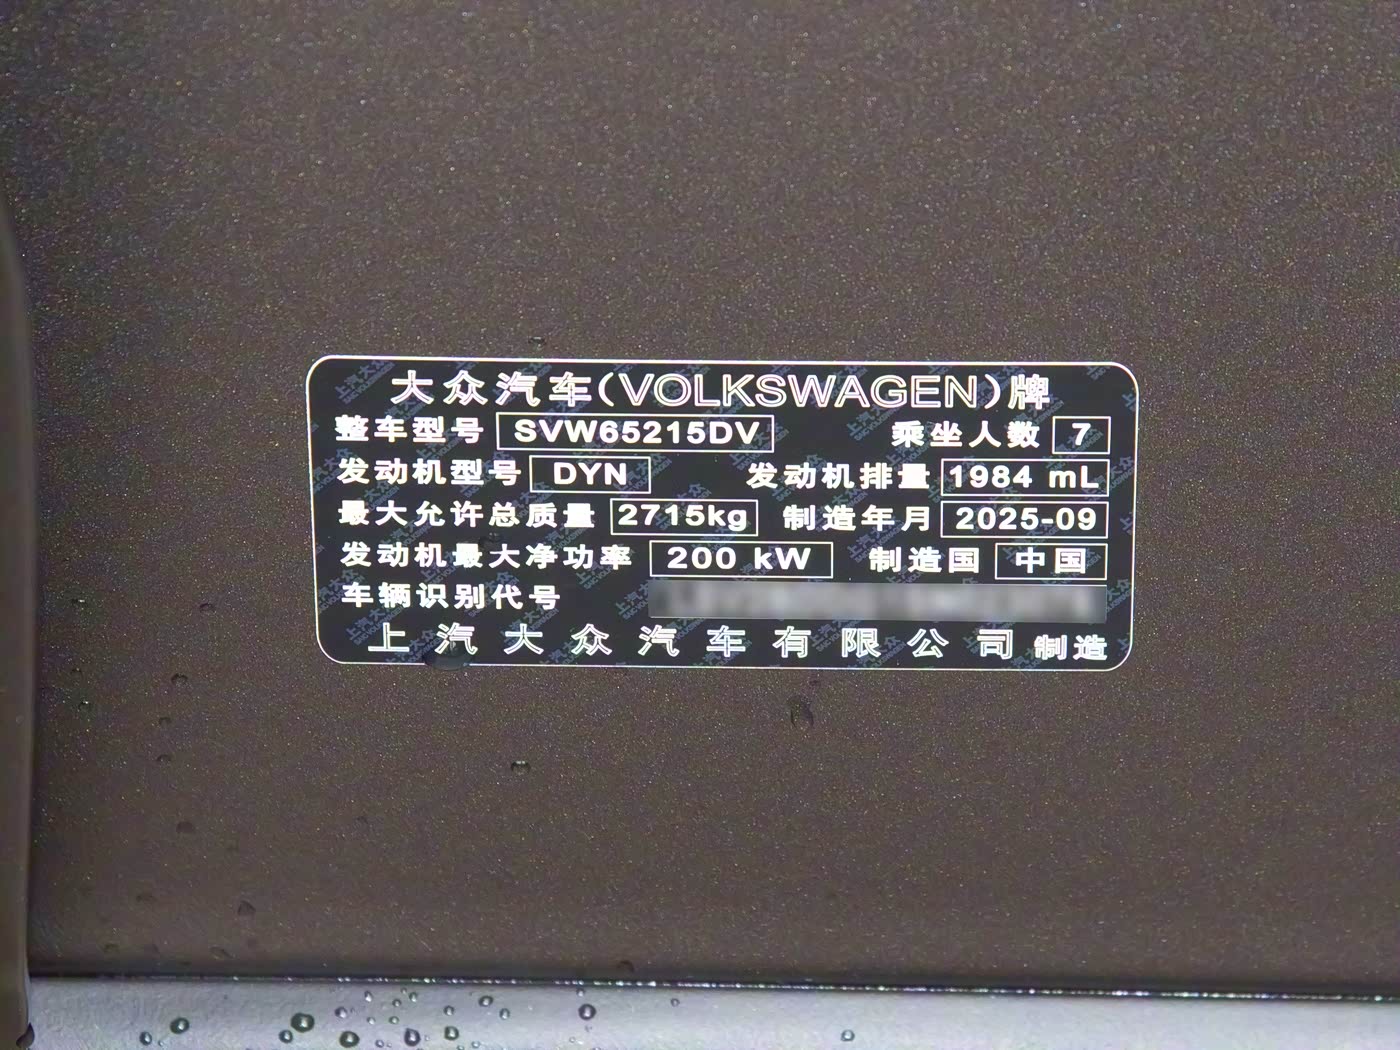 大众汽车(VOLKSWAGEN)牌
整车型号 SVW65215DV 乘坐人数 7
发动机型号 DYN 发动机排量 1984 mL
最大允许总质量 2715kg 制造年月 2025-09
发动机最大净功率 200 kW 制造国 中国
车辆识别代号
上汽大众汽车有限公司制造